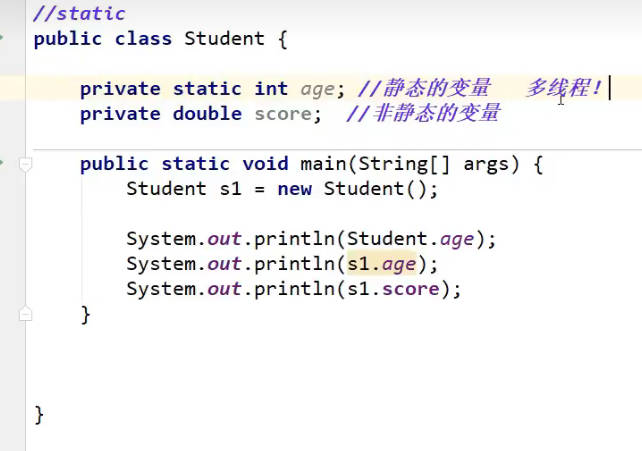 //static
public class Student {
private static int age; //静态的变量 多线程!
private double score; //非静态的变量
public static void main(String[] args) {
Student s1 = new Student();
System.out.println(Student.age);
System.out.println(s1.age);
System.out.println(s1.score);
}
}